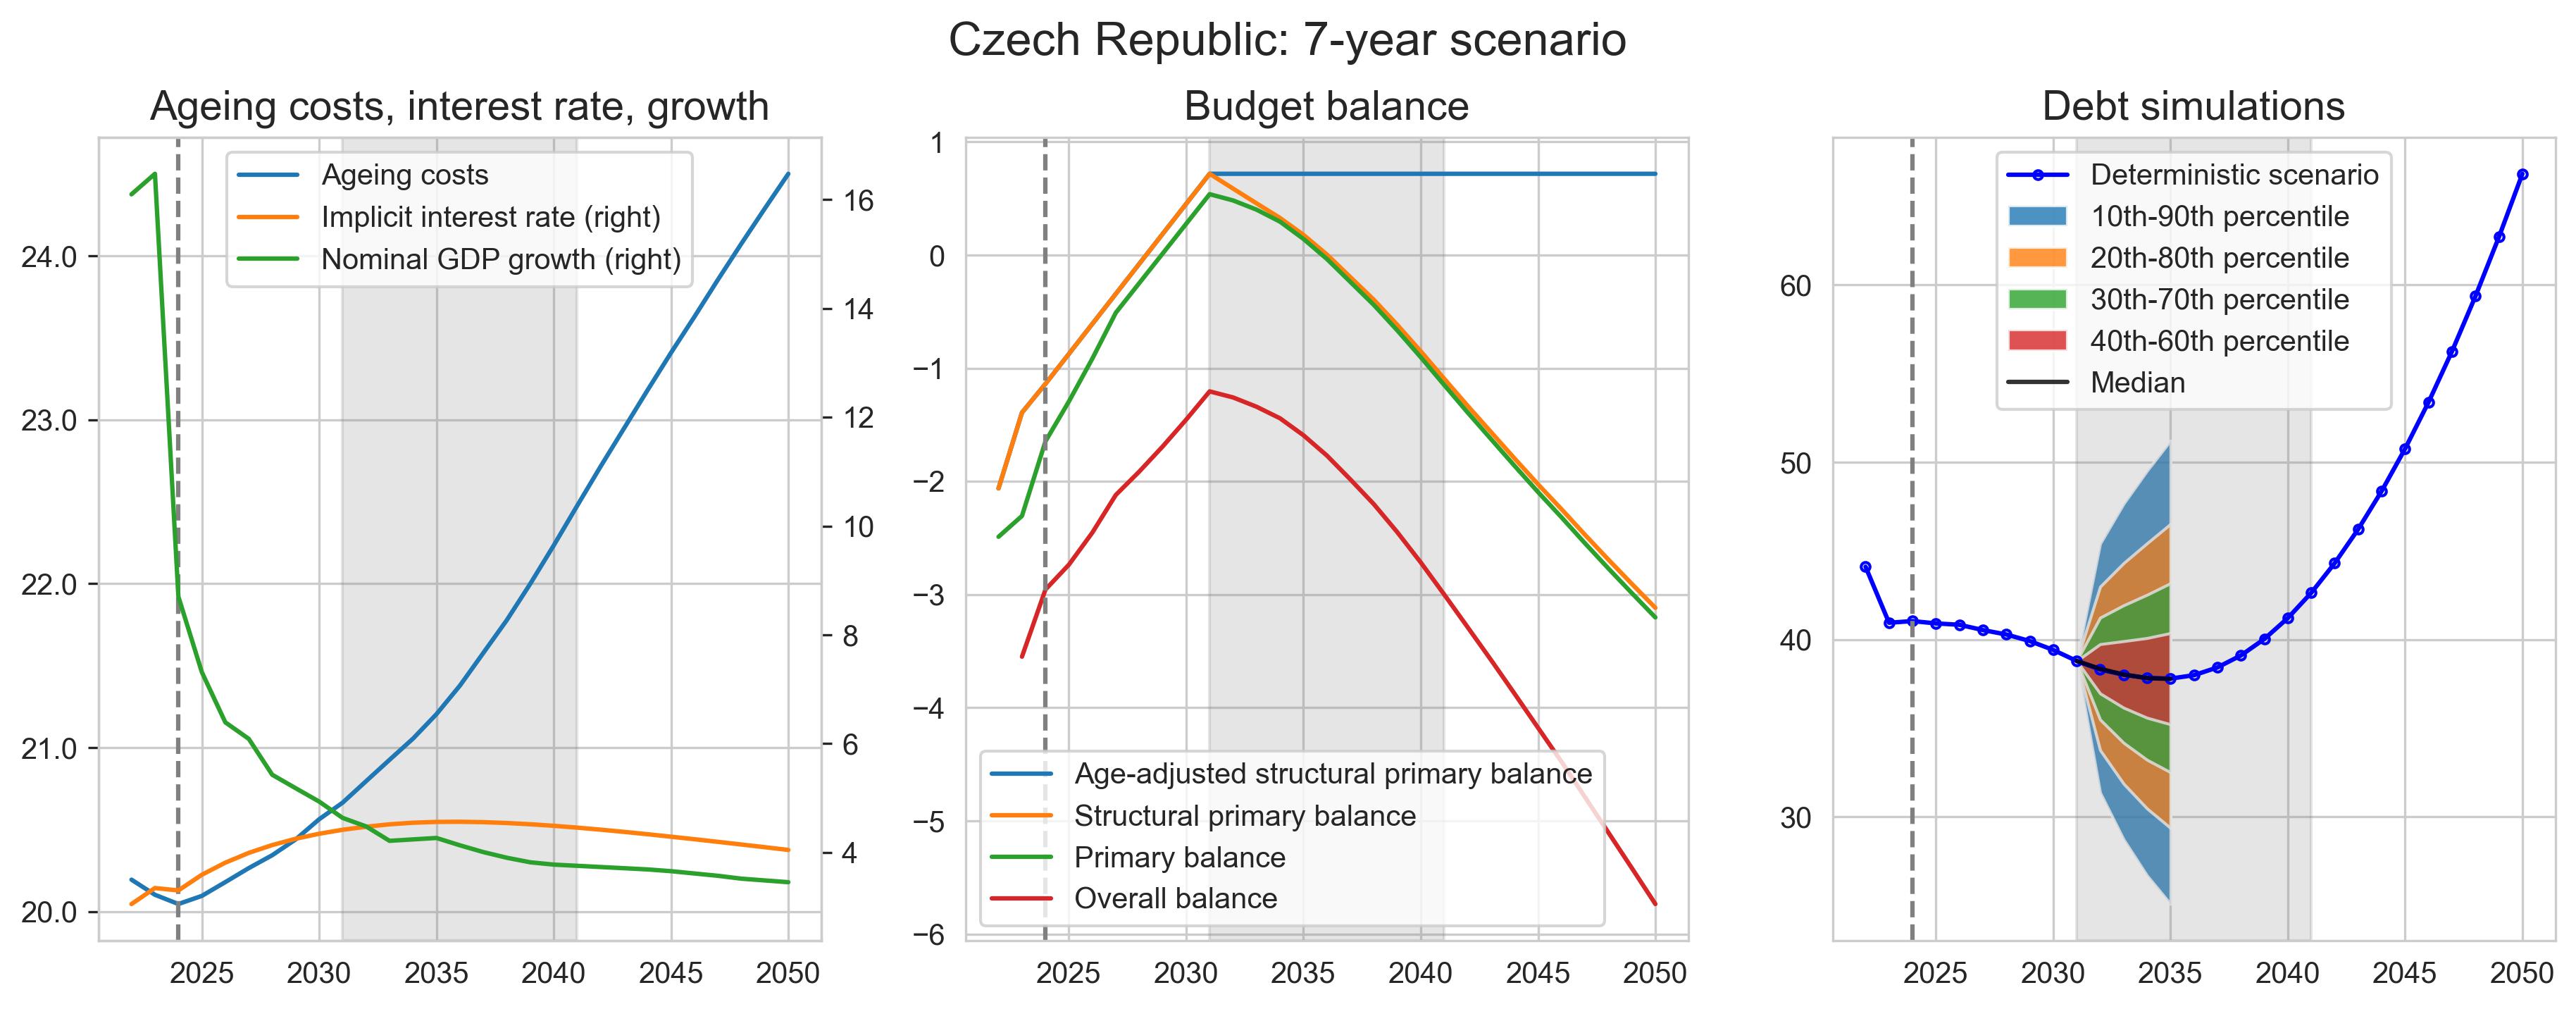 Czech Republic: 7-year scenario
Ageing costs, interest rate, growth
Ageing costs
Implicit interest rate (right)
Nominal GDP growth (right)
24.0
23.0
22.0
21.0
20.0
16
14
12
10
8
6
4
2025 2030 2035 2040 2045 2050
Budget balance
1
0
−1
−2
−3
−4
−5
−6
Age-adjusted structural primary balance
Structural primary balance
Primary balance
Overall balance
2025 2030 2035 2040 2045 2050
Debt simulations
Deterministic scenario
10th-90th percentile
20th-80th percentile
30th-70th percentile
40th-60th percentile
Median
60
50
40
30
2025 2030 2035 2040 2045 2050